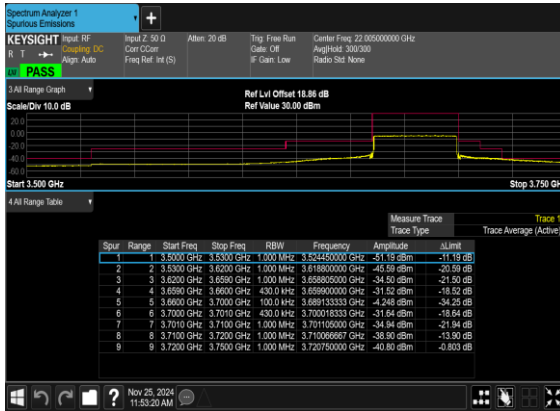 Spectrum Analyzer 1
Spurious Emissions
+
KEYSIGHT Input: RF Input Z: 50 Ω Atten: 20 dB Trig: Free Run Center Freq: 22.005000000 GHz
R T Coupling: DC Corr CCorr Gate: Off Avg|Hold: 300/300
Align: Auto Freq Ref: Int (S) IF Gain: Low Radio Std: None
PASS
3 All Range Graph
Ref Lvl Offset 18.86 dB
Scale/Div 10.0 dB Ref Value 30.00 dBm
20.0
0.00
-20.0
-40.0
-60.0
Start 3.500 GHz Stop 3.750 GH
4 All Range Table
Measure Trace Trace 1
Trace Type Trace Average (Active)
Spur Range Start Freq Stop Freq RBW Frequency Amplitude ΔLimit
1 1 3.5000 GHz 3.5300 GHz 1.000 MHz 3.524450000 GHz -51.19 dBm -11.19 dB
2 2 3.5300 GHz 3.6200 GHz 1.000 MHz 3.618800000 GHz -45.59 dBm -20.59 dB
3 3 3.6200 GHz 3.6590 GHz 1.000 MHz 3.658805000 GHz -34.50 dBm -21.50 dB
4 4 3.6590 GHz 3.6600 GHz 430.0 kHz 3.659900000 GHz -31.52 dBm -18.52 dB
5 5 3.6600 GHz 3.7000 GHz 100.0 kHz 3.689133333 GHz -4.248 dBm -34.25 dB
6 6 3.7000 GHz 3.7010 GHz 430.0 kHz 3.700018333 GHz -31.64 dBm -18.64 dB
7 7 3.7010 GHz 3.7100 GHz 1.000 MHz 3.701105000 GHz -34.94 dBm -21.94 dB
8 8 3.7100 GHz 3.7200 GHz 1.000 MHz 3.710066667 GHz -38.90 dBm -13.90 dB
9 9 3.7200 GHz 3.7500 GHz 1.000 MHz 3.720750000 GHz -40.80 dBm -0.803 dB
? Nov 25, 2024
11:53:20 AM